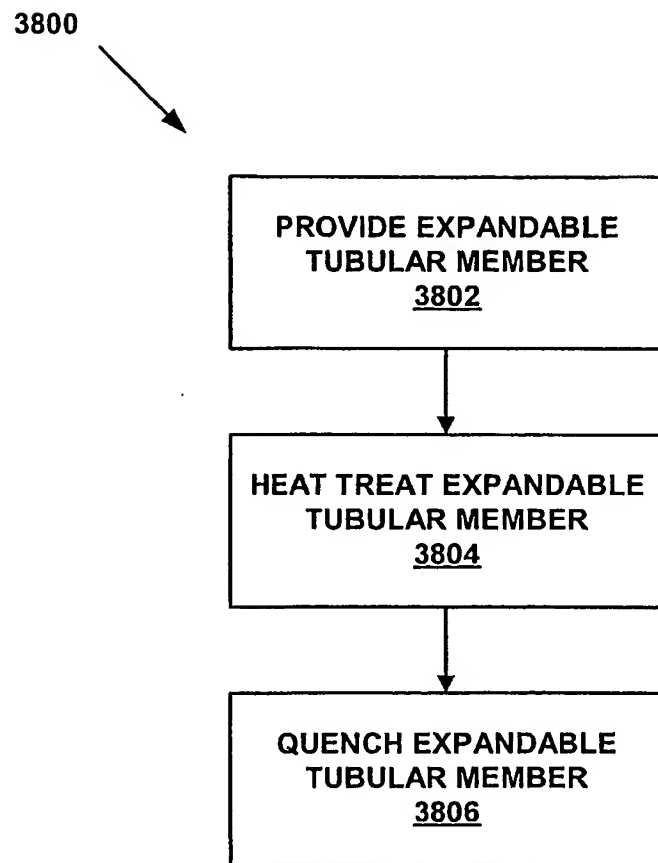 3800
PROVIDE EXPANDABLE
TUBULAR MEMBER
3802
HEAT TREAT EXPANDABLE
TUBULAR MEMBER
3804
QUENCH EXPANDABLE
TUBULAR MEMBER
3806